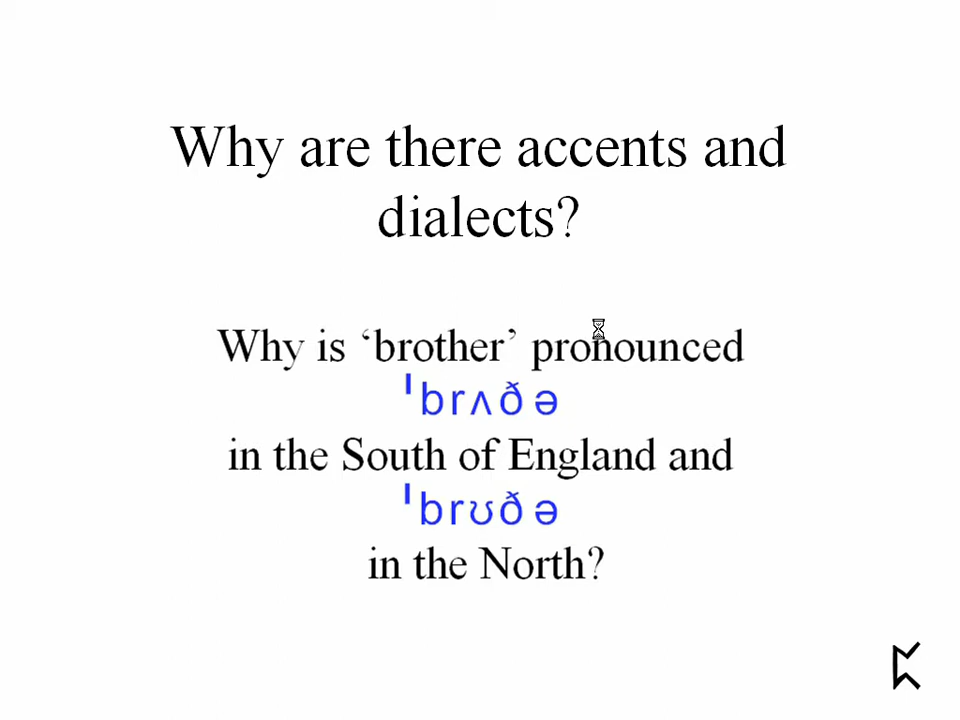 Why are there accents and
dialects?
Why is ‘brother’ pronounced
ˈbrʌðə
in the South of England and
ˈbrʊðə
in the North?